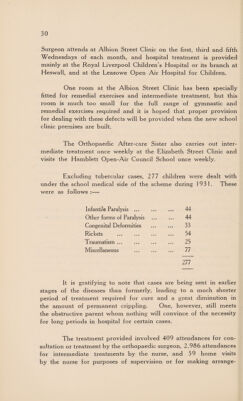 30
Surgeon attends at Albion Street Clinic on the first, third and fifth
Wednesdays of each month, and hospital treatment is provided
mainly at the Royal Liverpool Children's Hospital or its branch at
Heswall, and at the Leasowe Open Air Hospital for Children.
One room at the Albion Street Clinic has been specially
fitted for remedial exercises and intermediate treatment, but this
room is much too small for the full range of gymnastic and
remedial exercises required and it is hoped that proper provision
for dealing with these defects will be provided when the new school
clinic premises are built.
The Orthopaedic After-care Sister also carries out inter-
mediate treatment once weekly at the Elizabeth Street Clinic and
visits the Hamblett Open-Air Council School once weekly.
Excluding tubercular cases, 277 children were dealt with
under the school medical side of the scheme during 1931. These
were as follows :—
Infantile Paralysis ... ... ... 44
Other forms of Paralysis ... ... 44
Congenital Deformities ... 33
Rickets ... ... ... ... 54
Traumatism ... ... ... ... 25
Miscellaneous ... ... ... 77
277
It is gratifying to note that cases are being sent in earlier
stages of the diseases than formerly, leading to a much shorter
period of treatment required for cure and a great diminution in
the amount of permanent crippling. One, however, still meets
the obstructive parent whom nothing will convince of the necessity
for long periods in hospital for certain cases.
The treatment provided involved 409 attendances for con-
sultation or treatment by the orthopaedic surgeon, 2,986 attendances
for intermediate treatments by the nurse, and 59 home visits
by the nurse for purposes of supervision or for making arrange-